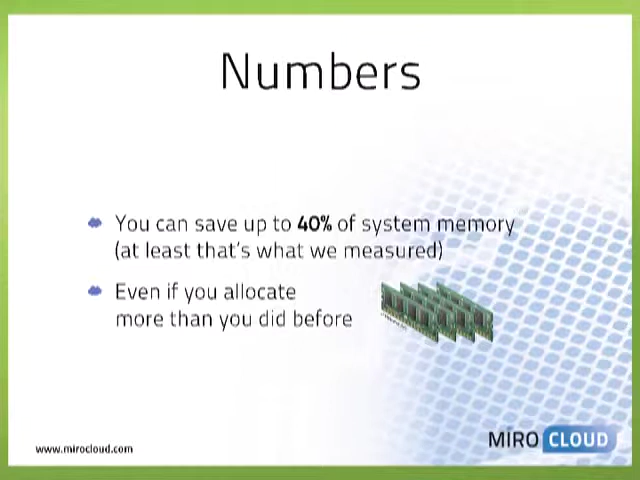 Numbers
You can save up to 40% of system memory
(at least that's what we measured)
Even if you allocate
more than you did before
www.mirocloud.com
MIRO CLOUD